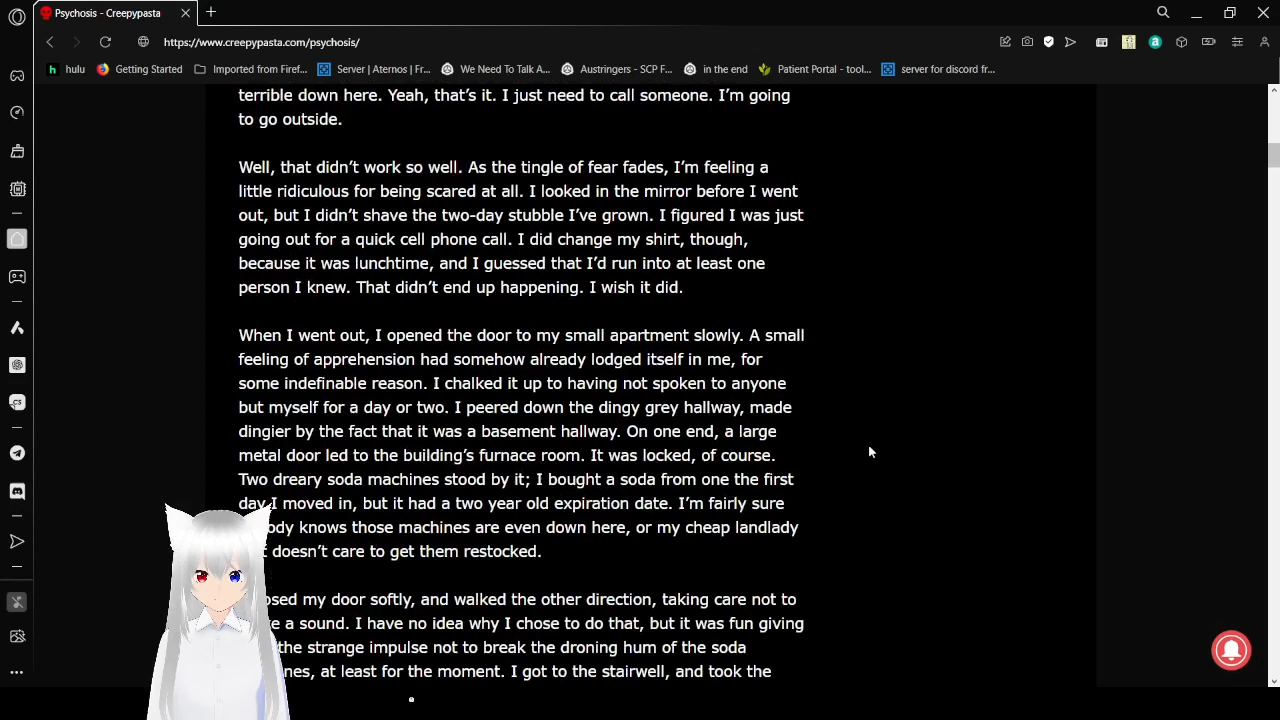 Psychosis - Creepypasta
https://www.creepypasta.com/psychosis/
hulu
Getting Started
Imported from Firef...
Server | Aternos | Fr...
We Need To Talk A...
Austringers - SCP F...
in the end
Patient Portal - tool...
server for discord fr...
terrible down here. Yeah, that's it. I just need to call someone. I'm going
to go outside.
Well, that didn't work so well. As the tingle of fear fades, I'm feeling a
little ridiculous for being scared at all. I looked in the mirror before I went
out, but I didn't shave the two-day stubble I've grown. I figured I was just
going out for a quick cell phone call. I did change my shirt, though,
because it was lunchtime, and I guessed that I'd run into at least one
person I knew. That didn't end up happening. I wish it did.
When I went out, I opened the door to my small apartment slowly. A small
feeling of apprehension had somehow already lodged itself in me, for
some indefinable reason. I chalked it up to having not spoken to anyone
but myself for a day or two. I peered down the dingy grey hallway, made
dingier by the fact that it was a basement hallway. On one end, a large
metal door led to the building's furnace room. It was locked, of course.
Two dreary soda machines stood by it; I bought a soda from one the first
day I moved in, but it had a two year old expiration date. I'm fairly sure
knows those machines are even down here, or my cheap landlady
doesn't care to get them restocked.
my door softly, and walked the other direction, taking care not to
a sound. I have no idea why I chose to do that, but it was fun giving
the strange impulse not to break the droning hum of the soda
at least for the moment. I got to the stairwell, and took the